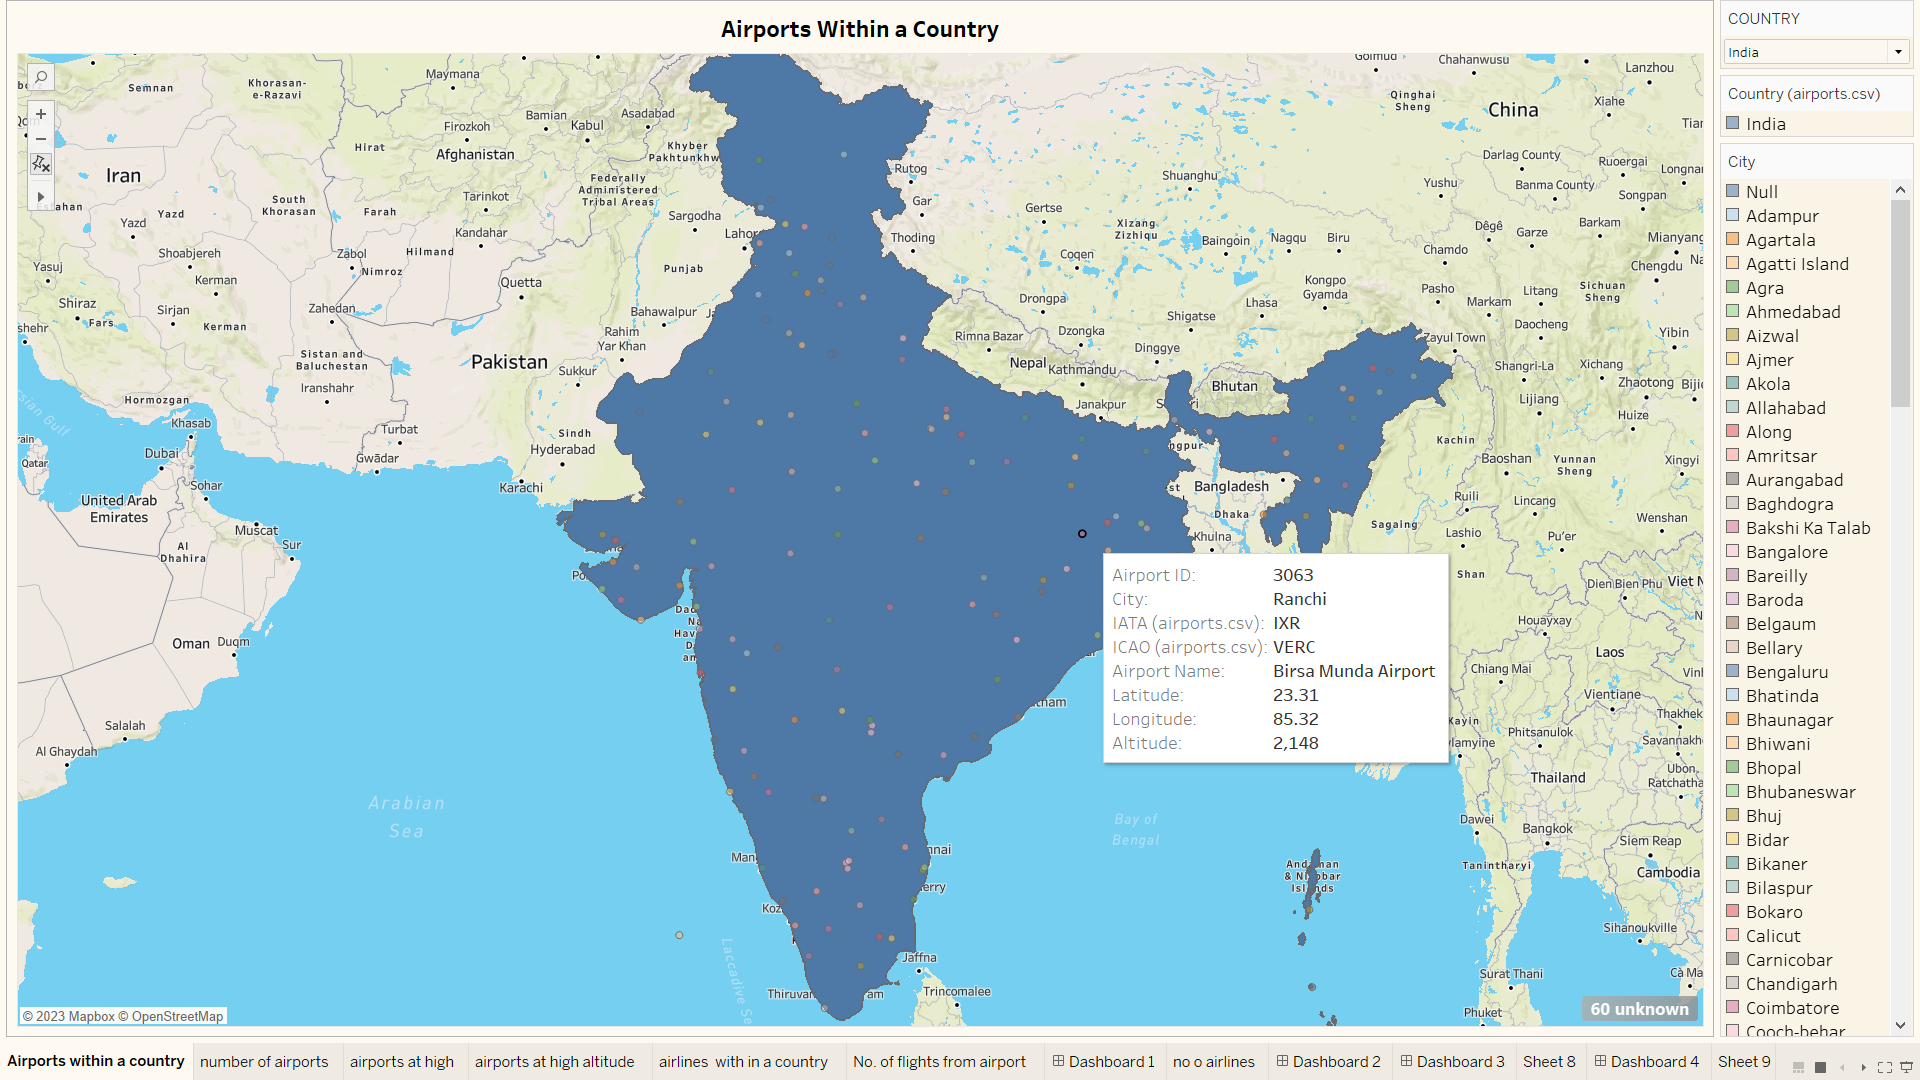 Airports Within a Country
COUNTRY
India
Country (airports.csv)
India
City
Null
Adampur
Agartala
Agatti Island
Agra
Ahmedabad
Aizwal
Ajmer
Akola
Allahabad
Along
Amritsar
Aurangabad
Baghdogra
Bakshi Ka Talab
Bangalore
Bareilly
Baroda
Belgaum
Bellary
Bengaluru
Bhatinda
Bhaunagar
Bhiwani
Bhopal
Bhubaneswar
Bhuj
Bidar
Bikaner
Bilaspur
Bokaro
Calicut
Carnicobar
Chandigarh
Coimbatore
Cooch-behar
Semnan
Khorasan-
e-Razavi
Maymana
Bamian
Asadabad
Firozkoh
Kabul
Hirat
Afghanistan
Khyber
Pakhtunkhw
Iran
Federally
Administered
Tribal Areas
South
Khorasan
Farah
Tarinkot
Sargodha
Yazd
Yazd
Kandahar
Lahor
Shoabjereh
Zabol
Hilmand
Nimroz
Punjab
Yasuj
Kerman
Quetta
Shiraz
Fars
Sirjan
Zahedan
Bahawalpur
Kerman
Rahim
Yar Khan
Sistan and
Baluchestan
Pakistan
Sukkur
Iranshahr
Hormozgan
Khasab
Turbat
Sindh
Hyderabad
Dubai
Gwādar
Qatar
Sohar
Karachi
United Arab
Emirates
Muscat
Sur
Al
Dhahira
Oman
Duqm
Salalah
Al Ghaydah
Arabian
Sea
Golmud
Chahanwusu
Lanzhou
Qinghai
Sheng
Xiahe
China
Rutog
Darlag County
Ruoergai
Shuanghu
Yushu
Banma County
Songpan
Gar
Gertse
Dêgê
Barkam
Thoding
Xizang
Zizhiqu
Baingoin
Nagqu
Biru
Garze
Mianyang
Coqen
Chamdo
Chengdu
Kongpo
Gyamda
Pasho
Litang
Sichuan
Sheng
Drongpa
Lhasa
Markam
Shigatse
Daocheng
Rimna Bazar
Dzongka
Zayul Town
Yibin
Dinggye
Nepal
Kathmandu
Shangri-La
Xichang
Bhutan
Zhaotong
Bijie
Janakpur
Lijiang
Huize
Kachin
Baoshan
Yunnan
Sheng
Xingyi
Bangladesh
Ruili
Lincang
Dhaka
Sagaing
Lashio
Wenshan
Khulna
Pu'er
Shan
Dien Bien Phu
Viet N
Houayxay
Laos
Chiang Mai
Vientiane
Kayin
Phitsanulok
Thakhek
Savannakh
Thailand
Ubon
Ratchatha
Dawei
Bangkok
Siem Reap
Tanintharyi
Cambodia
Sihanoukville
Surat Thani
Phuket
Bay of
Bengal
Andaman
& Nicobar
Islands
Jaffna
Trincomalee
Airport ID: 3063
City: Ranchi
IATA (airports.csv): IXR
ICAO (airports.csv): VERC
Airport Name: Birsa Munda Airport
Latitude: 23.31
Longitude: 85.32
Altitude: 2,148
© 2023 Mapbox © OpenStreetMap
60 unknown
Airports within a country
number of airports
airports at high
airports at high altitude
airlines with in a country
No. of flights from airport
Dashboard 1
no o airlines
Dashboard 2
Dashboard 3
Sheet 8
Dashboard 4
Sheet 9